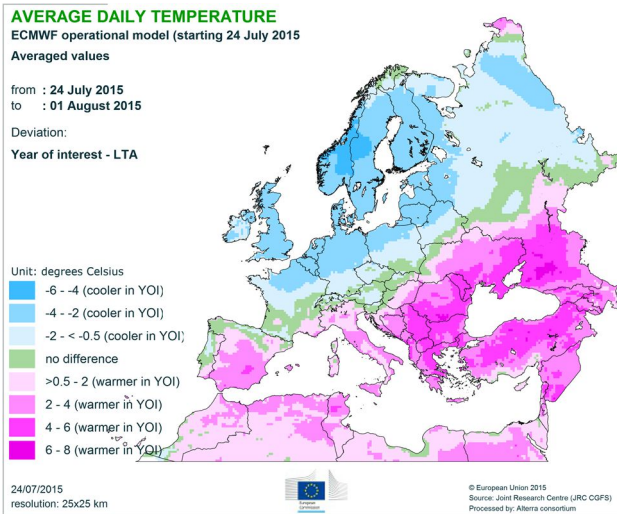 AVERAGE DAILY TEMPERATURE
ECMWF operational model (starting 24 July 2015
Averaged values
from : 24 July 2015
to : 01 August 2015
Deviation:
Year of interest - LTA
Unit: degrees Celsius
-6 - -4 (cooler in YOI)
-4 - -2 (cooler in YOI)
-2 - < -0.5 (cooler in YOI)
no difference
>0.5 - 2 (warmer in YOI)
2 - 4 (warmer in YOI)
4 - 6 (warmer in YOI)
6 - 8 (warmer in YOI)
24/07/2015
resolution: 25x25 km
European
Commission
© European Union 2015
Source: Joint Research Centre (JRC CGFS)
Processed by: Alterra consortium